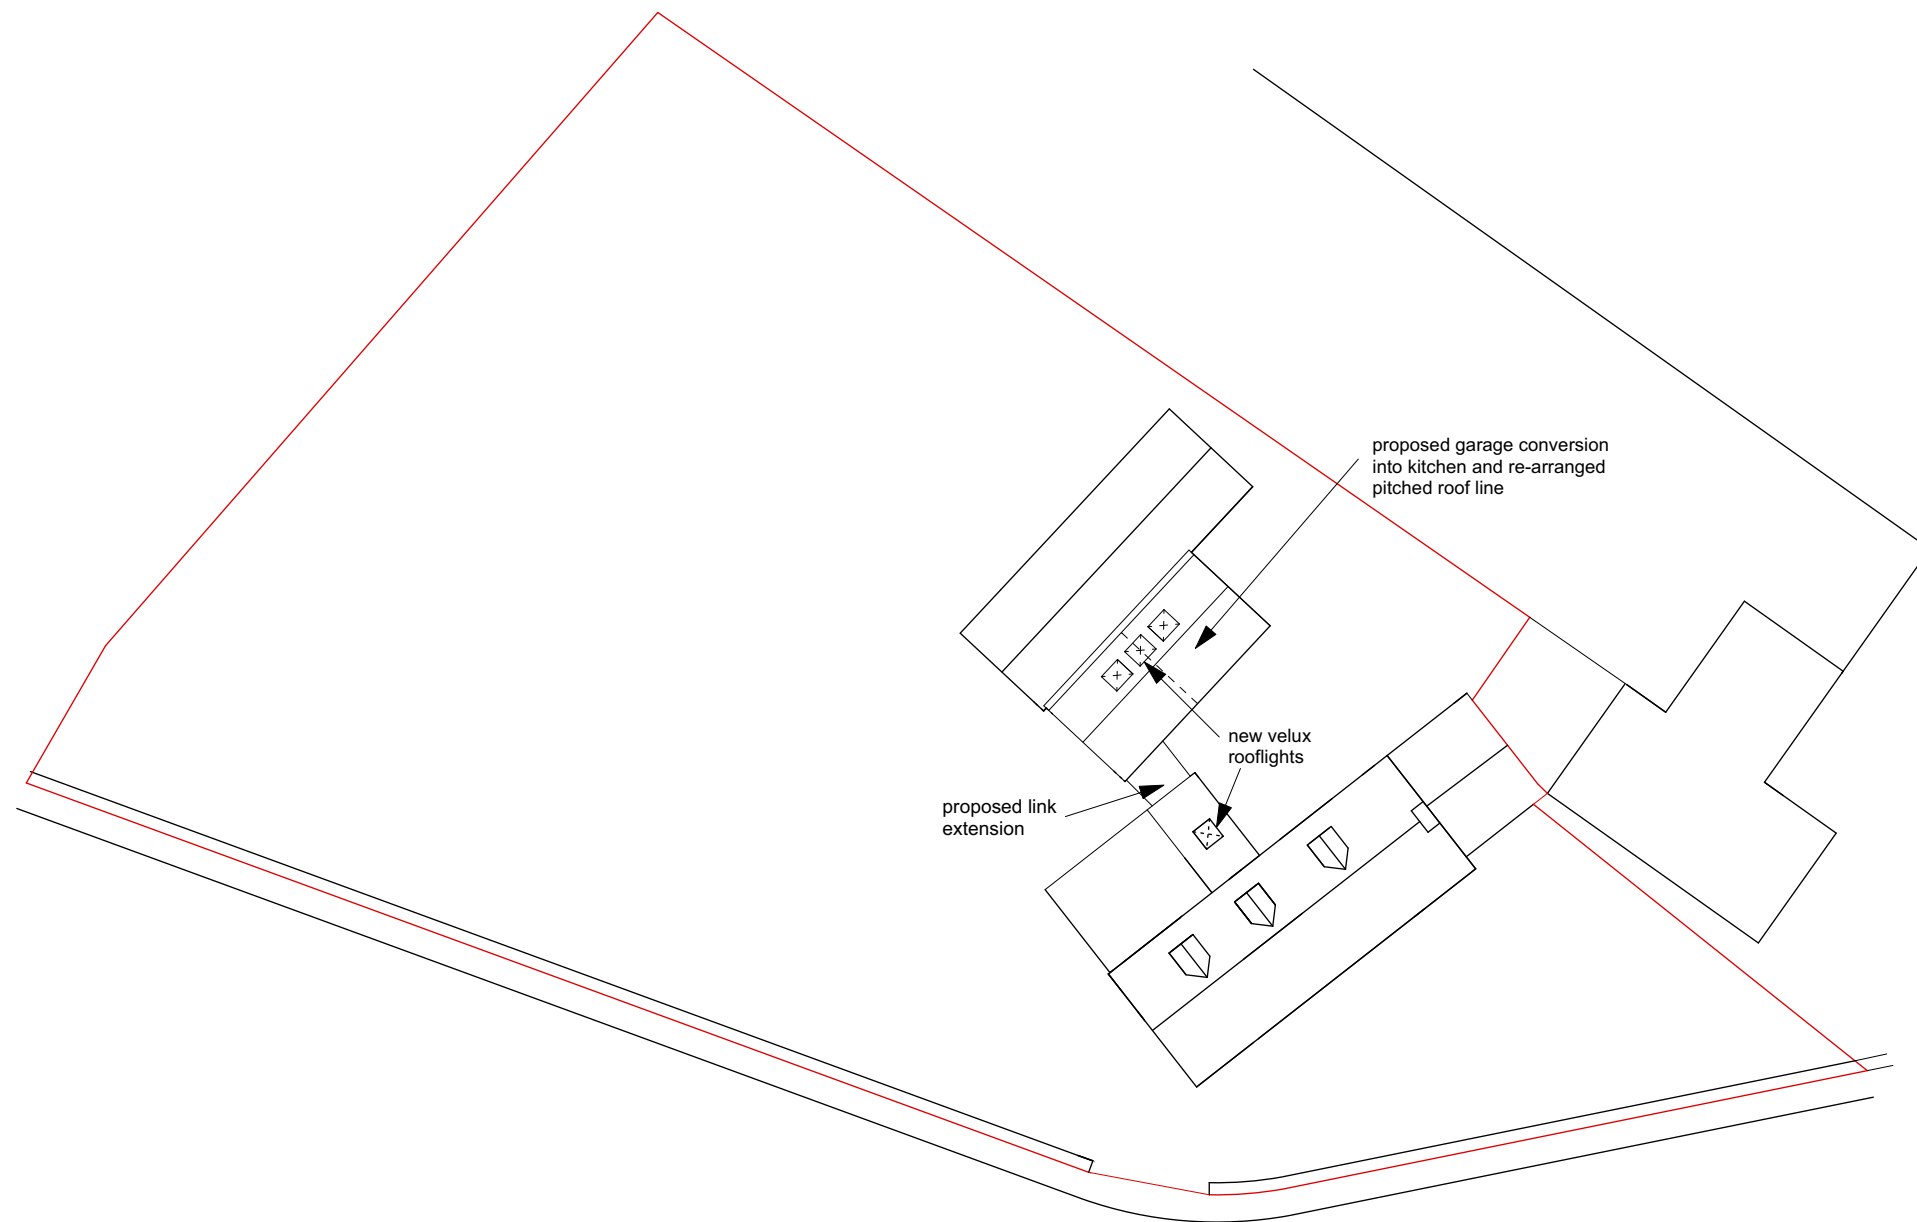 proposed garage conversion
into kitchen and re-arranged
pitched roof line
new velux
rooflights
proposed link
extension